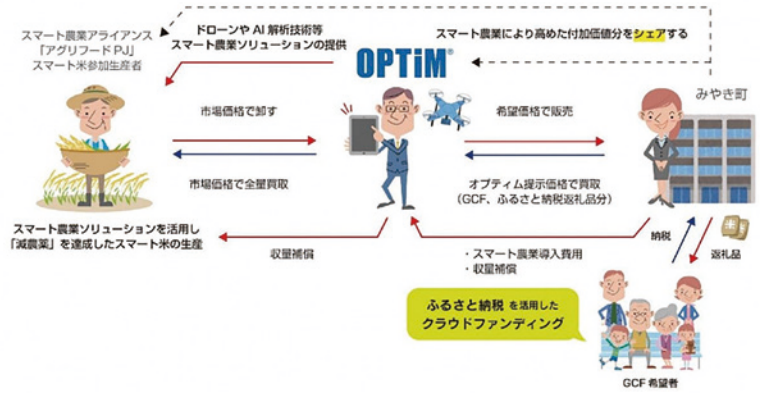 スマート農業アライアンス
「アグリフードPJ」
スマート米参加生産者
ドローンや AI 解析技術等
スマート農業ソリューションの提供
OPTiM®
スマート農業により高めた付加価値分をシェアする
みやき町
市場価格で卸す
市場価格で全量買取
希望価格で販売
オプティム提示価格で買取
(GCF、ふるさと納税返礼品分)
スマート農業ソリューションを活用し
「減農薬」を達成したスマート米の生産
収量補償
・スマート農業導入費用
・収量補償
納税
返礼品
ふるさと納税 を活用した
クラウドファンディング
GCF 希望者